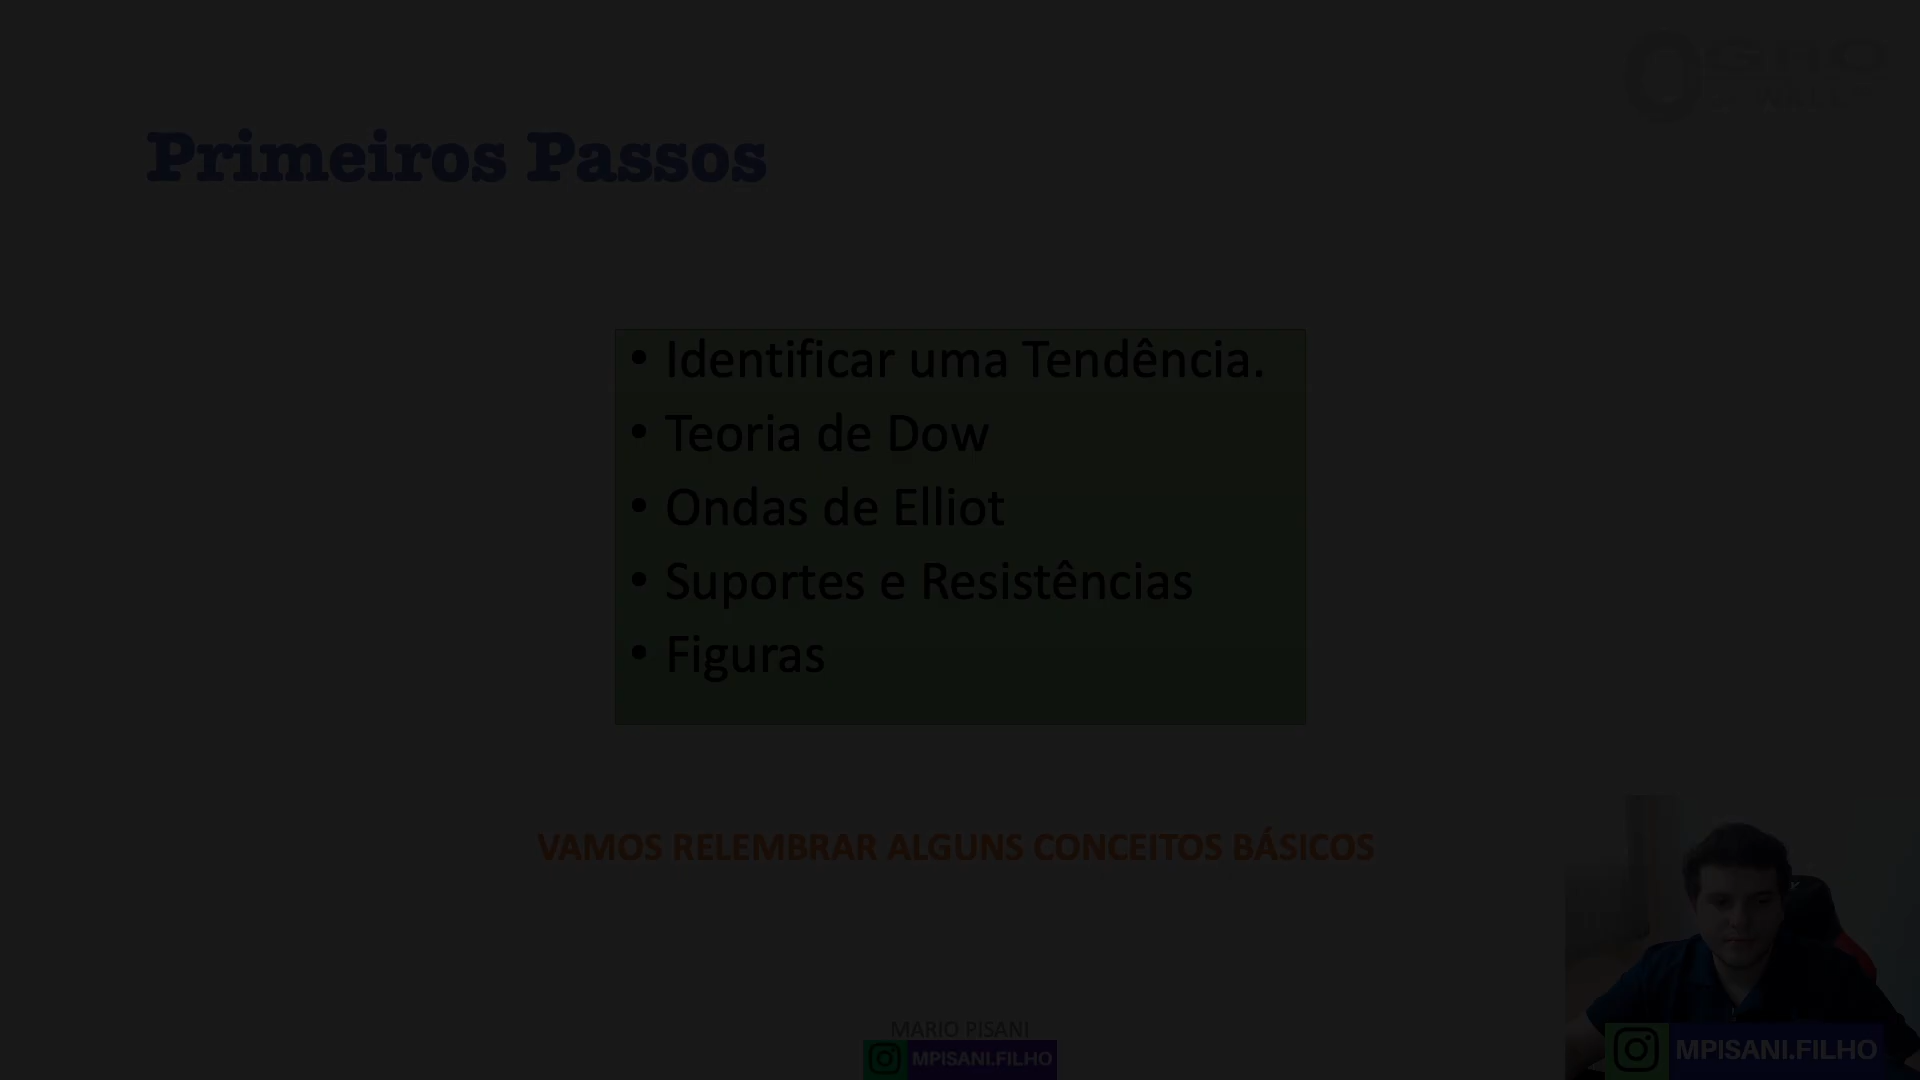 Primeiros Passos
• Identificar uma Tendência.
• Teoria de Dow
• Ondas de Elliot
• Suportes e Resistências
• Figuras
VAMOS RELEMBRAR ALGUNS CONCEITOS BÁSICOS
MARIO PISANI
MPISANI.FILHO
MPISANI.FILHO